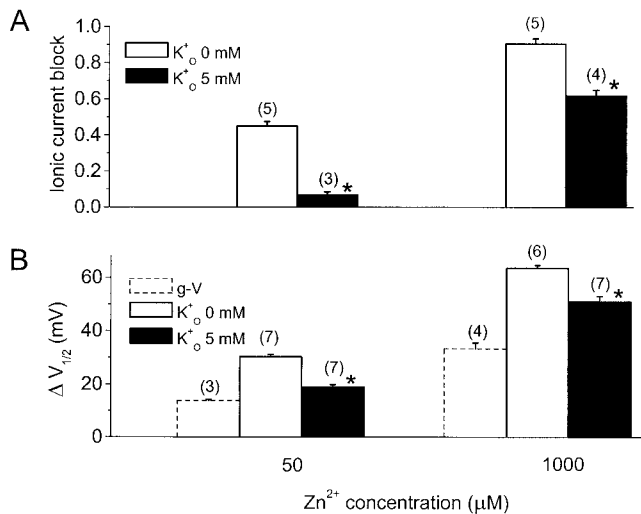 A
Ionic current block
1.0
0.8
0.6
0.4
0.2
0.0
K⁺ₒ 0 mM
K⁺ₒ 5 mM
(5)
(3)
*
(5)
(4)
*
B
Δ V₁/₂ (mV)
60
40
20
0
g-V
K⁺ₒ 0 mM
K⁺ₒ 5 mM
(3)
(7)
(7)
*
(4)
(6)
(7)
*
50
1000
Zn²⁺ concentration (μM)